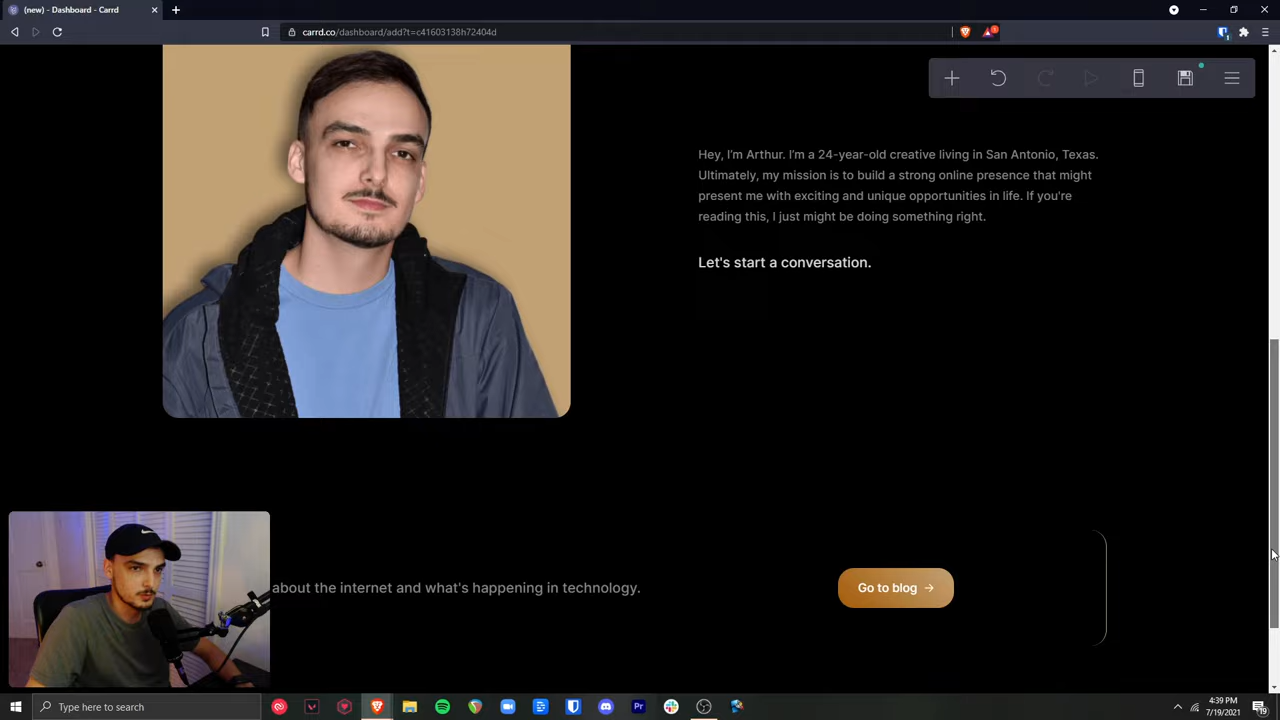 (new) - Dashboard - Carrd
carrd.co/dashboard/add?t=c41603138h72404d
Hey, I'm Arthur. I'm a 24-year-old creative living in San Antonio, Texas.
Ultimately, my mission is to build a strong online presence that might
present me with exciting and unique opportunities in life. If you're
reading this, I just might be doing something right.
Let's start a conversation.
about the internet and what's happening in technology.
Go to blog →
Type here to search
4:39 PM
7/19/2021